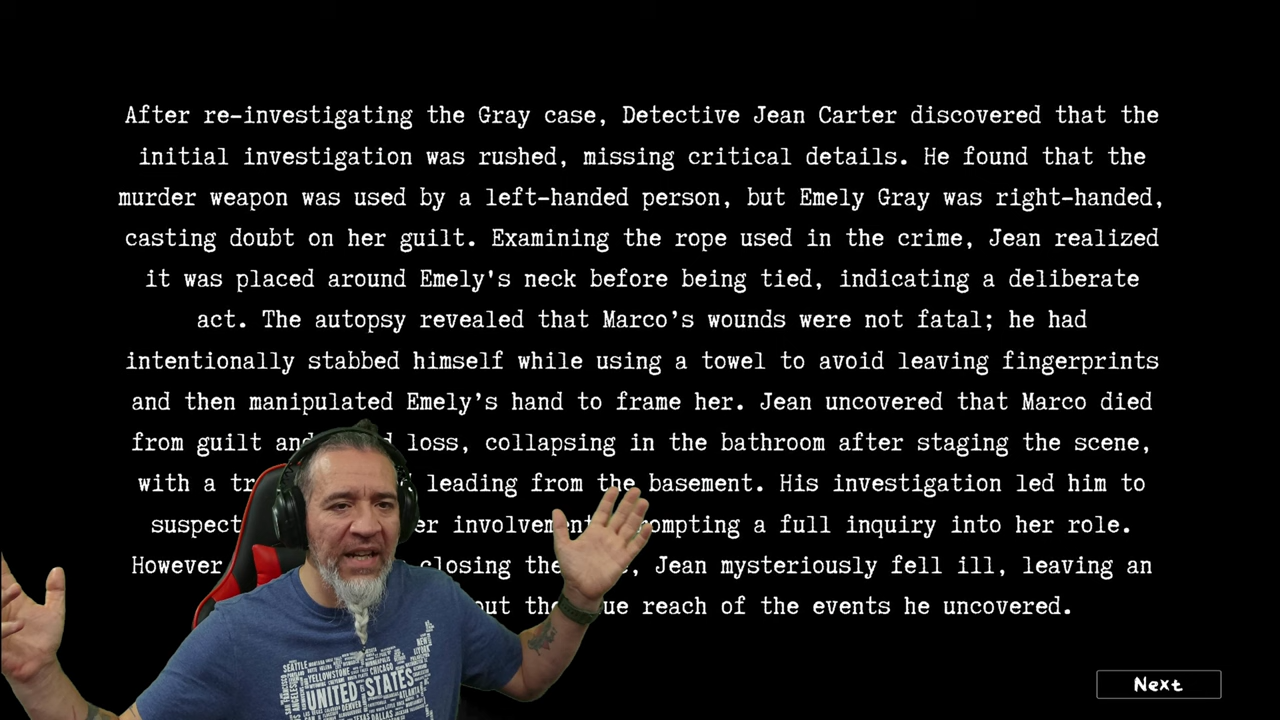 After re-investigating the Gray case, Detective Jean Carter discovered that the
initial investigation was rushed, missing critical details. He found that the
murder weapon was used by a left-handed person, but Emely Gray was right-handed,
casting doubt on her guilt. Examining the rope used in the crime, Jean realized
it was placed around Emely's neck before being tied, indicating a deliberate
act. The autopsy revealed that Marco’s wounds were not fatal; he had
intentionally stabbed himself while using a towel to avoid leaving fingerprints
and then manipulated Emely’s hand to frame her. Jean uncovered that Marco died
from guilt and loss, collapsing in the bathroom after staging the scene,
with a leading from the basement. His investigation led him to
suspect involvement, prompting a full inquiry into her role.
However closing the Jean mysteriously fell ill, leaving an
the reach of the events he uncovered.
SEATTLE
YELLOWSTONE
CHICAGO
UNITED STATES
DALLAS
Next